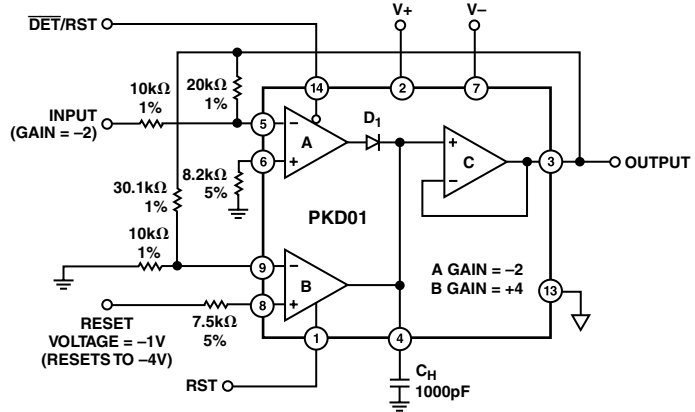 DET/RST
V+
V–
10kΩ
1%
20kΩ
1%
14
2
7
INPUT
(GAIN = –2)
5
–
A
D1
6
+
8.2kΩ
5%
+
–
C
3
OUTPUT
30.1kΩ
1%
PKD01
10kΩ
1%
9
–
B
8
+
A GAIN = –2
B GAIN = +4
13
RESET
VOLTAGE = –1V
(RESETS TO –4V)
7.5kΩ
5%
1
4
RST
CH
1000pF